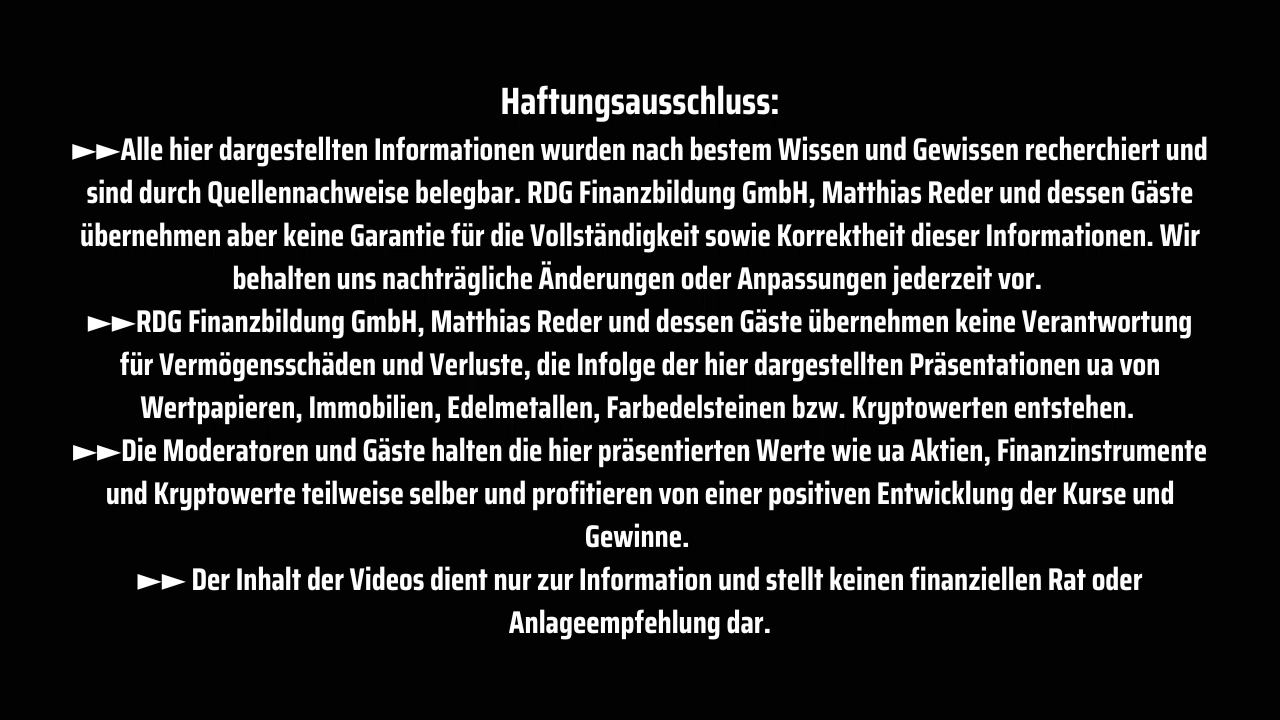 Haftungsausschluss:
►►Alle hier dargestellten Informationen wurden nach bestem Wissen und Gewissen recherchiert und
sind durch Quellennachweise belegbar. RDG Finanzbildung GmbH, Matthias Reder und dessen Gäste
übernehmen aber keine Garantie für die Vollständigkeit sowie Korrektheit dieser Informationen. Wir
behalten uns nachträgliche Änderungen oder Anpassungen jederzeit vor.
►►RDG Finanzbildung GmbH, Matthias Reder und dessen Gäste übernehmen keine Verantwortung
für Vermögensschäden und Verluste, die Infolge der hier dargestellten Präsentationen ua von
Wertpapieren, Immobilien, Edelmetallen, Farbedelsteinen bzw. Kryptowerten entstehen.
►►Die Moderatoren und Gäste halten die hier präsentierten Werte wie ua Aktien, Finanzinstrumente
und Kryptowerte teilweise selber und profitieren von einer positiven Entwicklung der Kurse und
Gewinne.
►► Der Inhalt der Videos dient nur zur Information und stellt keinen finanziellen Rat oder
Anlageempfehlung dar.